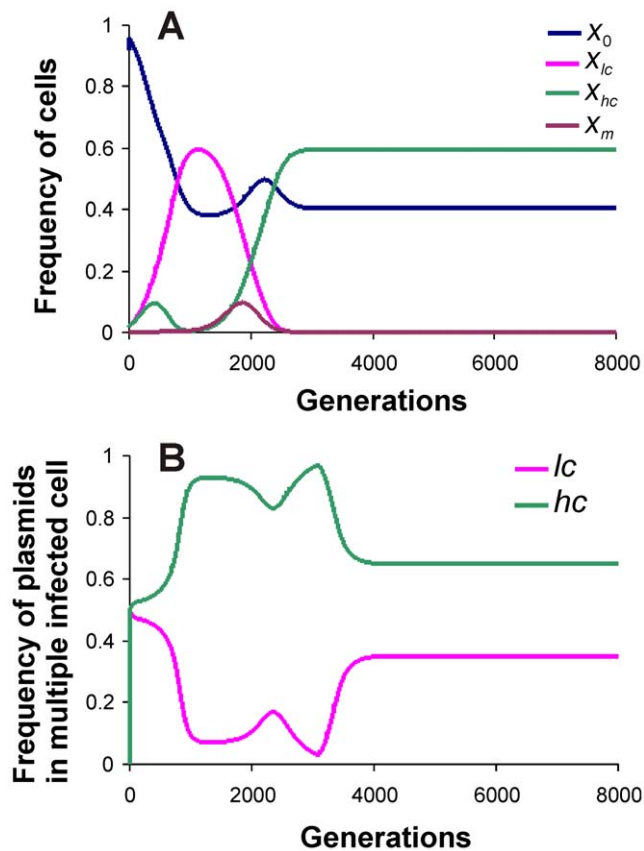 A
X0
Xlc
Xhc
Xm
Frequency of cells
1
0.8
0.6
0.4
0.2
0
0 2000 4000 6000 8000
Generations
B
lc
hc
Frequency of plasmids
in multiple infected cell
1
0.8
0.6
0.4
0.2
0
0 2000 4000 6000 8000
Generations